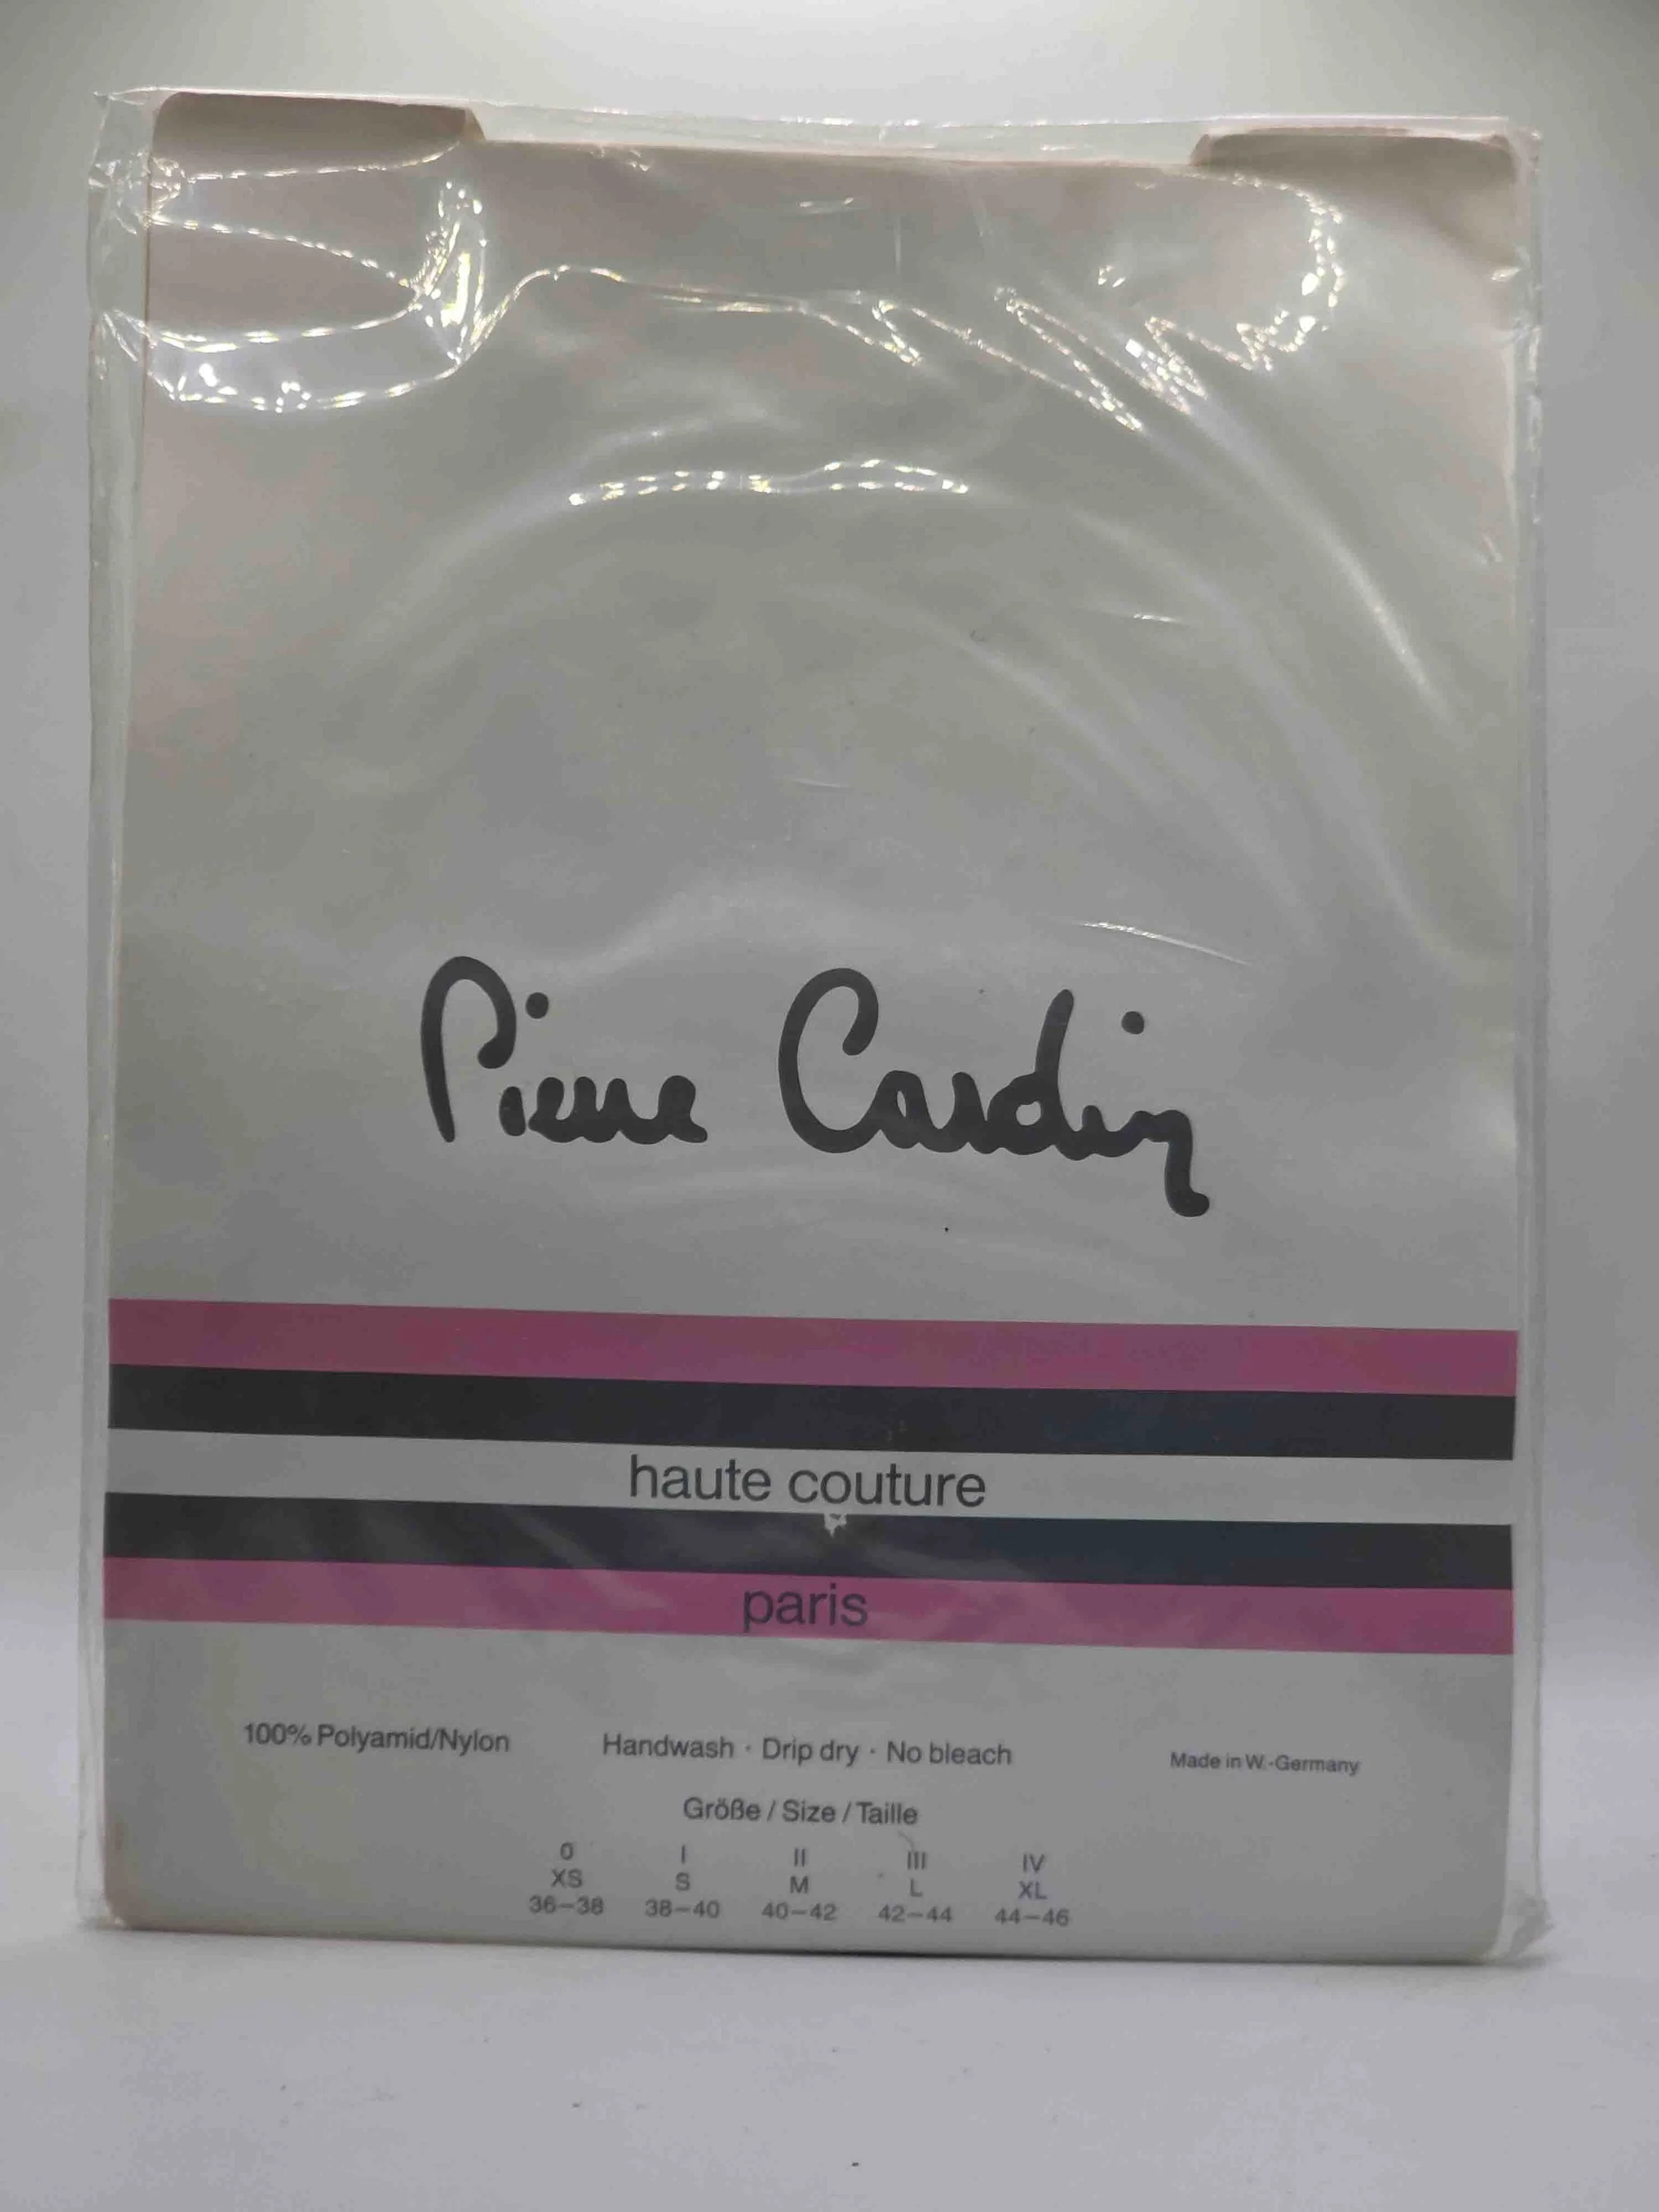 Pierre Cardin
haute couture
paris
100% Polyamid/Nylon Handwash · Drip dry · No bleach Made in W.-Germany
Größe / Size / Taille
0 I II III IV
XS S M L XL
36–38 38–40 40–42 42–44 44–46